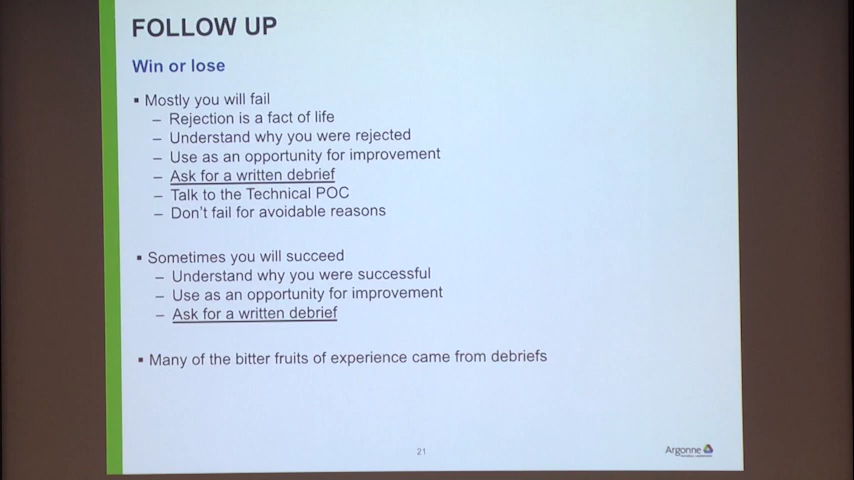 FOLLOW UP
Win or lose
▪ Mostly you will fail
– Rejection is a fact of life
– Understand why you were rejected
– Use as an opportunity for improvement
– Ask for a written debrief
– Talk to the Technical POC
– Don't fail for avoidable reasons
▪ Sometimes you will succeed
– Understand why you were successful
– Use as an opportunity for improvement
– Ask for a written debrief
▪ Many of the bitter fruits of experience came from debriefs
21
Argonne